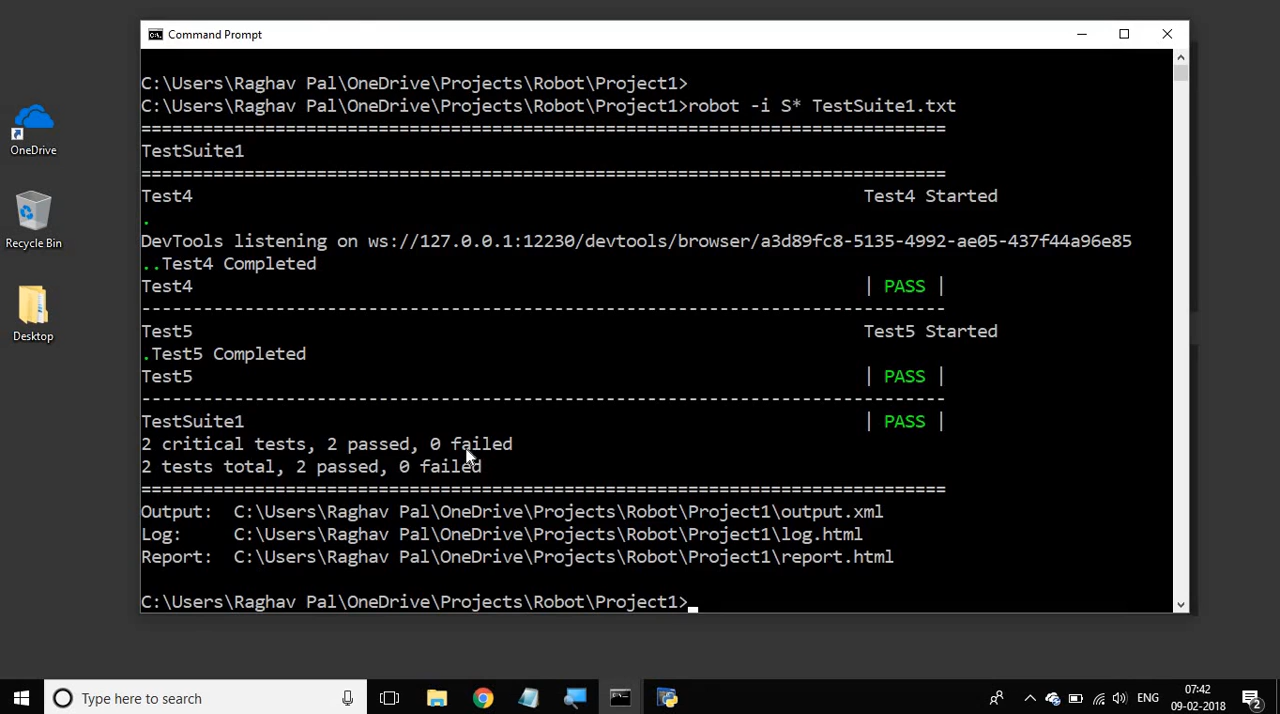 Command Prompt
C:\Users\Raghav Pal\OneDrive\Projects\Robot\Project1>
C:\Users\Raghav Pal\OneDrive\Projects\Robot\Project1>robot -i S* TestSuite1.txt
==============================================================================
TestSuite1
==============================================================================
Test4 Test4 Started
.
DevTools listening on ws://127.0.0.1:12230/devtools/browser/a3d89fc8-5135-4992-ae05-437f44a96e85
..Test4 Completed
Test4 | PASS |
------------------------------------------------------------------------------
Test5 Test5 Started
.Test5 Completed
Test5 | PASS |
------------------------------------------------------------------------------
TestSuite1 | PASS |
2 critical tests, 2 passed, 0 failed
2 tests total, 2 passed, 0 failed
==============================================================================
Output: C:\Users\Raghav Pal\OneDrive\Projects\Robot\Project1\output.xml
Log: C:\Users\Raghav Pal\OneDrive\Projects\Robot\Project1\log.html
Report: C:\Users\Raghav Pal\OneDrive\Projects\Robot\Project1\report.html
C:\Users\Raghav Pal\OneDrive\Projects\Robot\Project1>
OneDrive
Recycle Bin
Desktop
Type here to search
ENG
07:42
09-02-2018
2